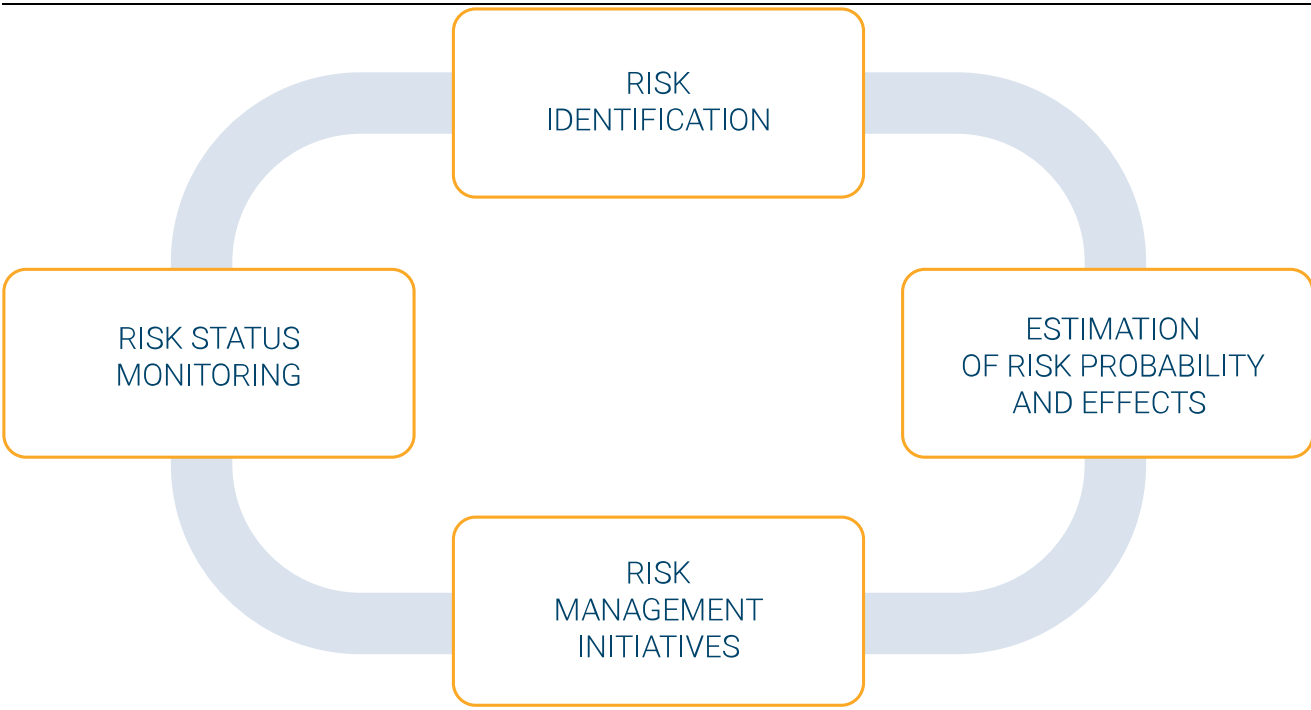 RISK
IDENTIFICATION
RISK STATUS
MONITORING
ESTIMATION
OF RISK PROBABILITY
AND EFFECTS
RISK
MANAGEMENT
INITIATIVES